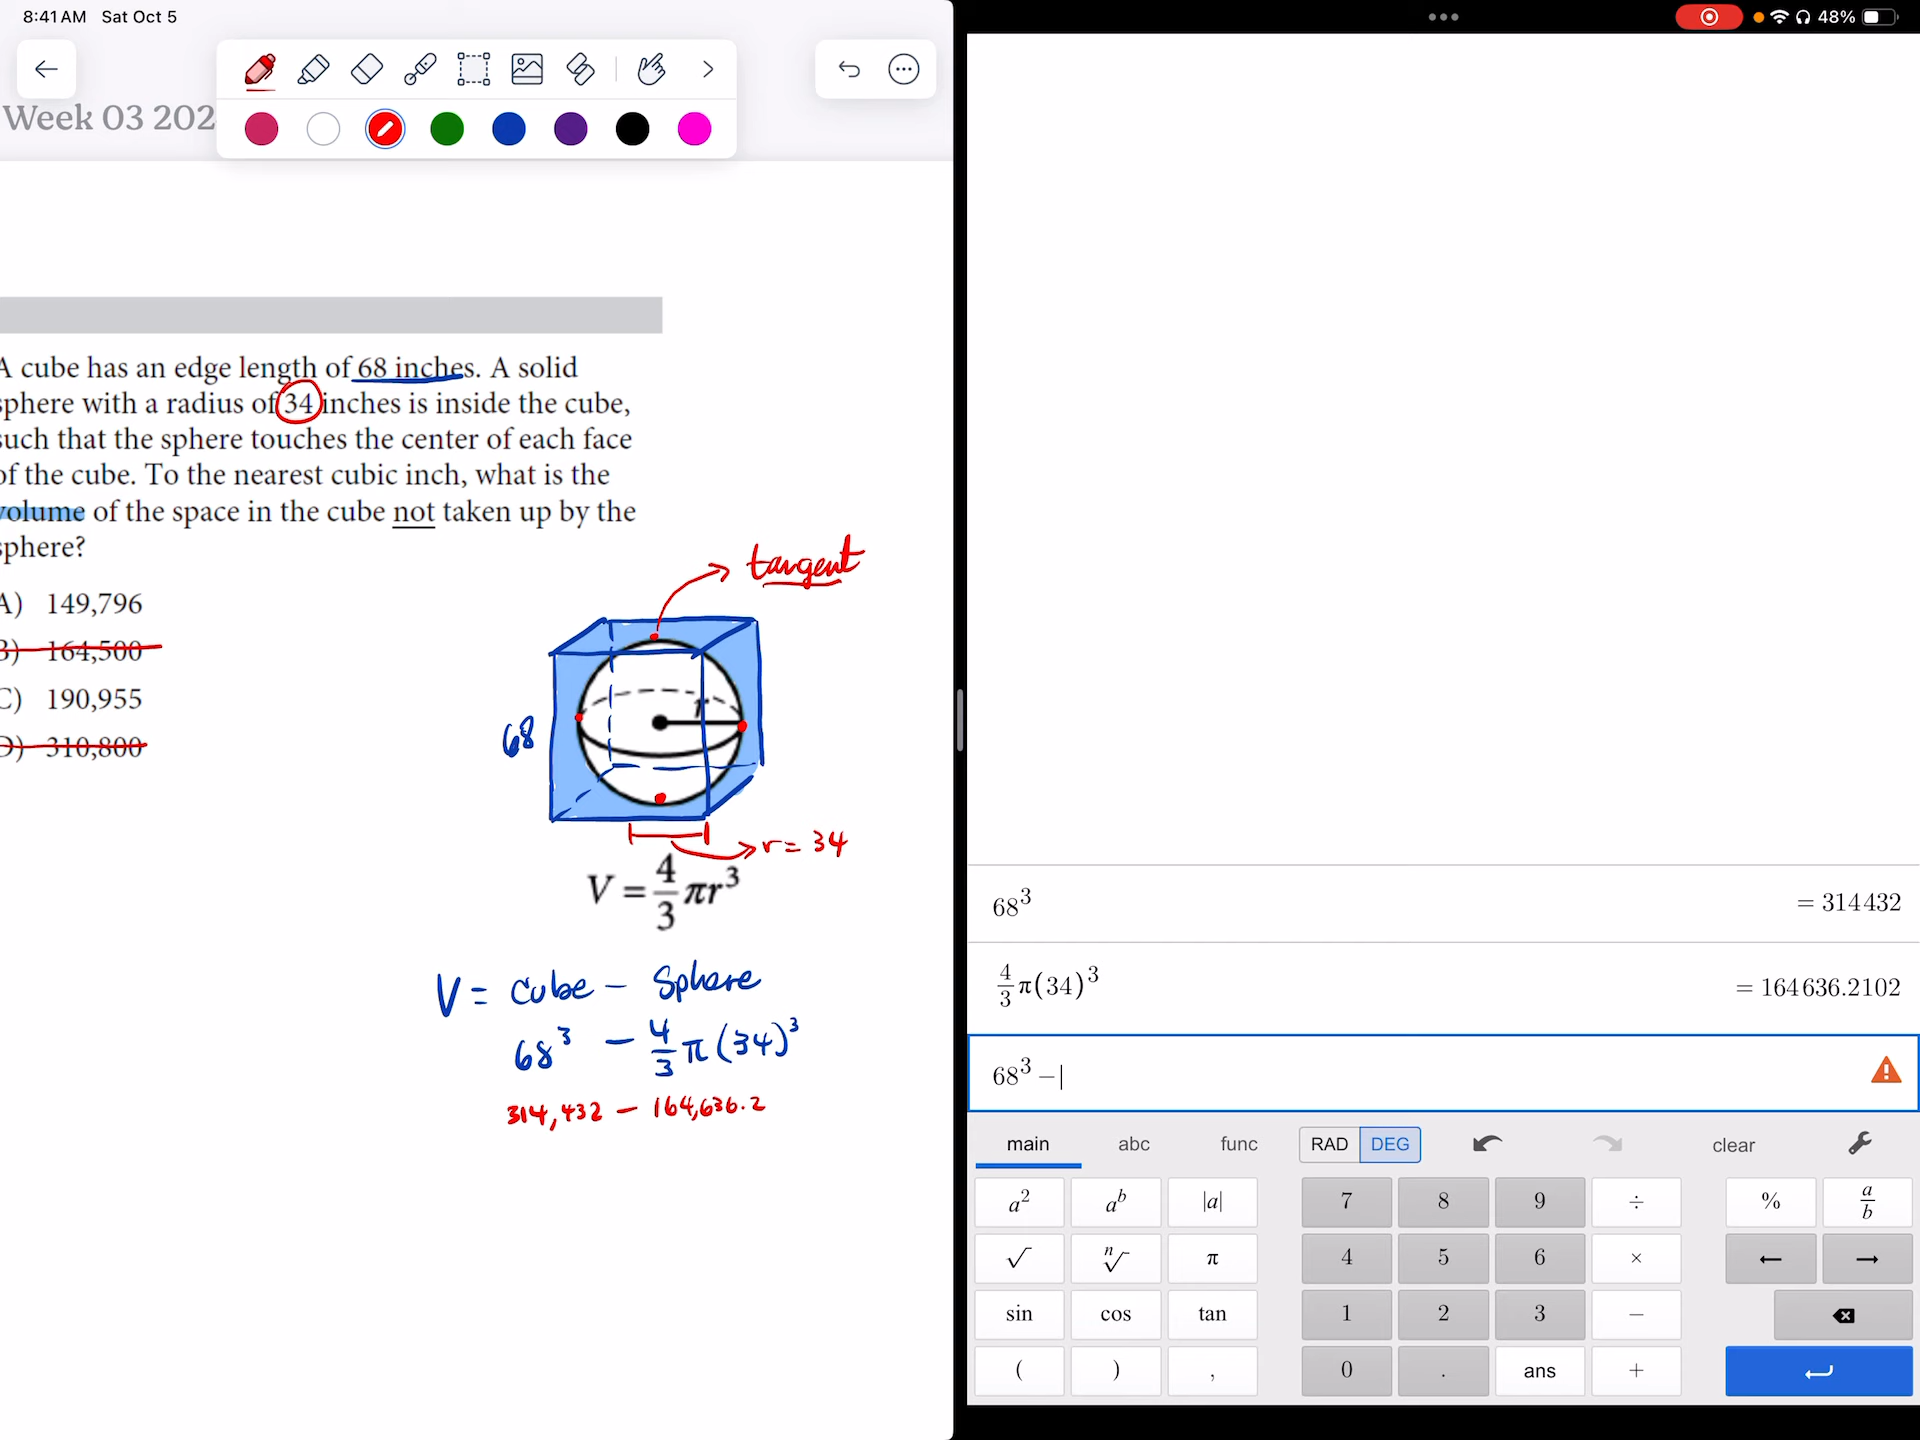 8:41 AM Sat Oct 5
48%
Week 03 202
A cube has an edge length of 68 inches. A solid
sphere with a radius of 34 inches is inside the cube,
such that the sphere touches the center of each face
of the cube. To the nearest cubic inch, what is the
volume of the space in the cube not taken up by the
sphere?
A) 149,796
B) 164,500
C) 190,955
D) 310,800
tangent
r
68
r = 34
V = 4/3 πr³
V = Cube - Sphere
68³ - 4/3 π (34)³
314,432 - 164,636.2
68³ = 314432
4/3 π(34)³ = 164636.2102
68³ −
main abc func RAD DEG clear
a² aᵇ |a| 7 8 9 ÷ % a/b
√ ⁿ√ π 4 5 6 × ← →
sin cos tan 1 2 3 −
( ) , 0 . ans +